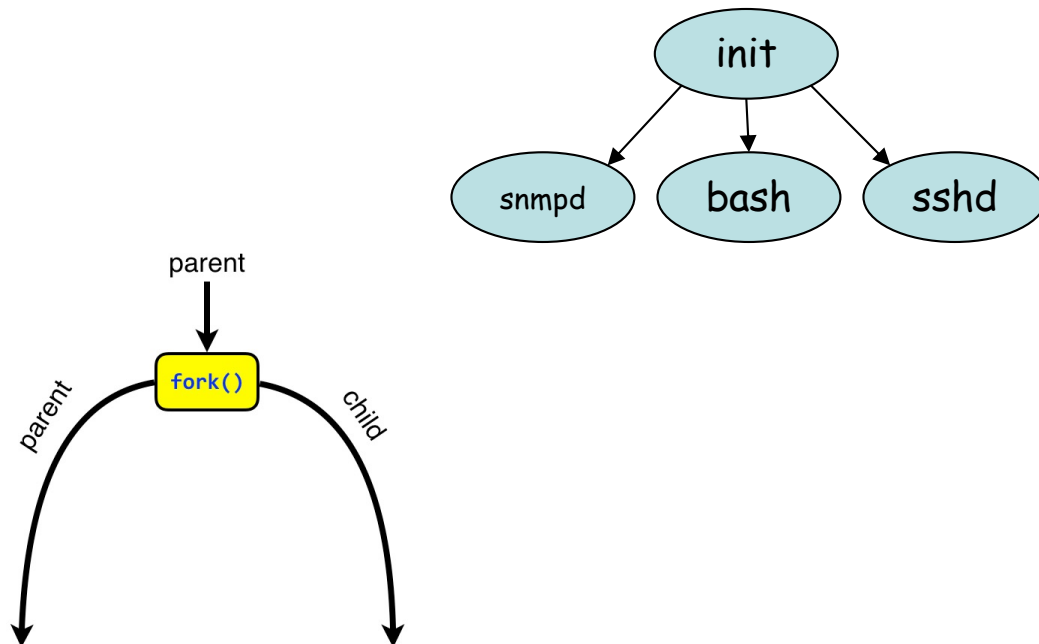 init
snmpd
bash
sshd
parent
fork()
parent
child